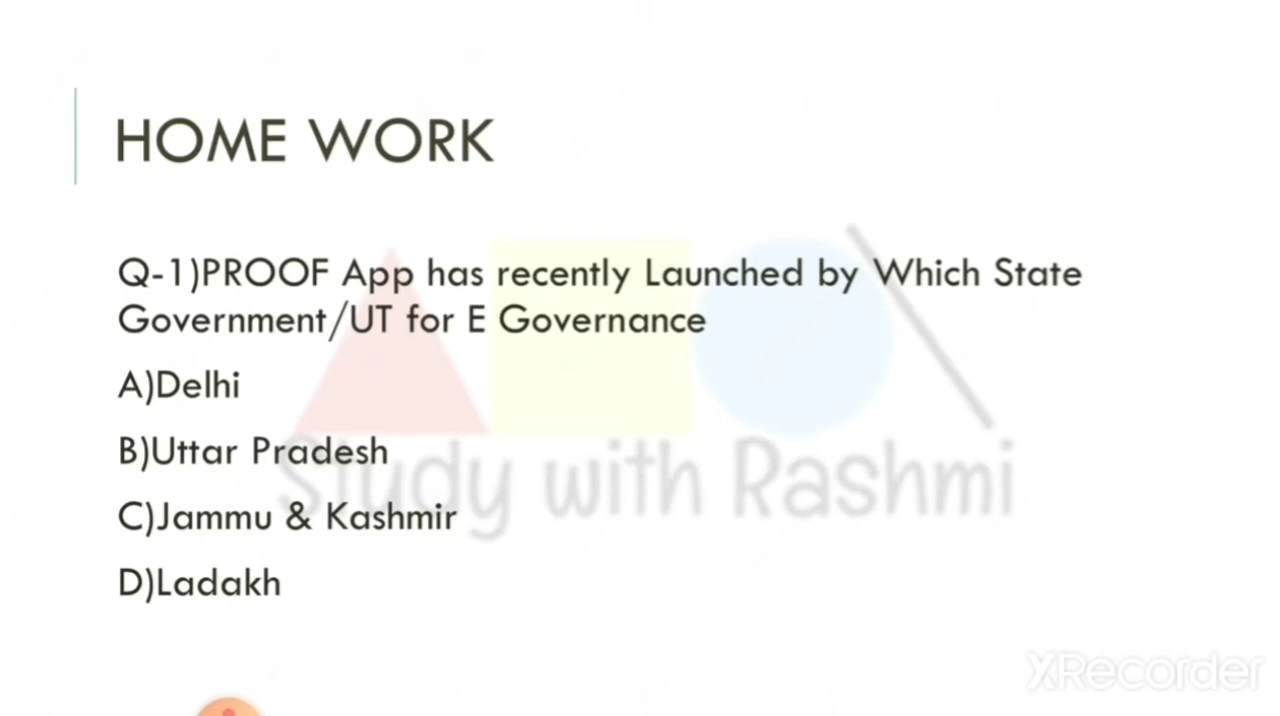 HOME WORK
Q-1)PROOF App has recently Launched by Which State
Government/UT for E Governance
A)Delhi
B)Uttar Pradesh
C)Jammu & Kashmir
D)Ladakh
Study with Rashmi
XRecorder